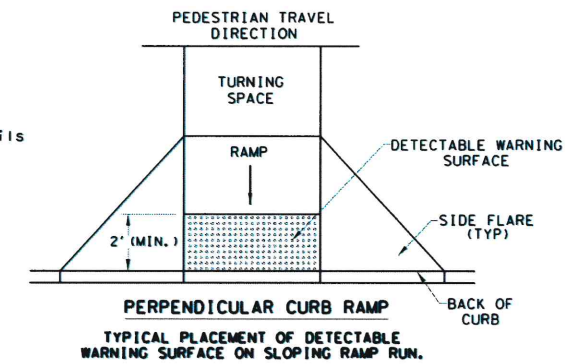 PEDESTRIAN TRAVEL
DIRECTION
TURNING
SPACE
ils
RAMP
DETECTABLE WARNING
SURFACE
SIDE FLARE
(TYP)
2' (MIN.)
BACK OF
CURB
PERPENDICULAR CURB RAMP
TYPICAL PLACEMENT OF DETECTABLE
WARNING SURFACE ON SLOPING RAMP RUN.